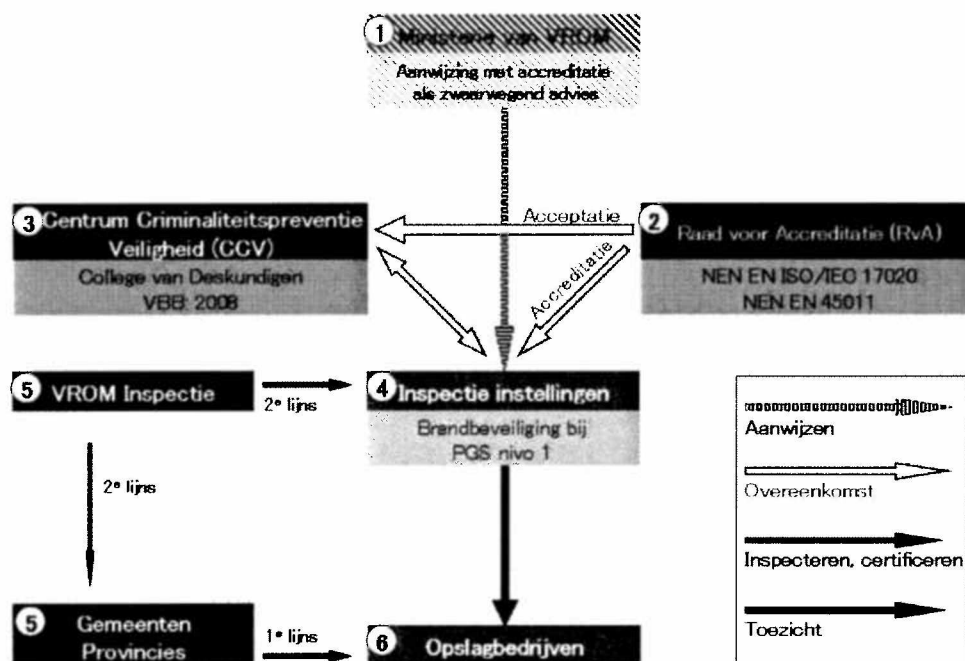 1 Ministerie van VROM
Aanwijzing met accreditatie
als zwaarwegend advies
3 Centrum Criminaliteitspreventie
Veiligheid (CCV)
College van Deskundigen
VBB: 2008
Acceptatie
Accreditatie
2 Raad voor Accreditatie (RvA)
NEN EN ISO/IEC 17020
NEN EN 45011
5 VROM Inspectie
2e lijns
4 Inspectie instellingen
Brandbeveiliging bij
PGS nivo 1
2e lijns
5 Gemeenten
Provincies
1e lijns
6 Opslagbedrijven
Aanwijzen
Overeenkomst
Inspecteren, certificeren
Toezicht